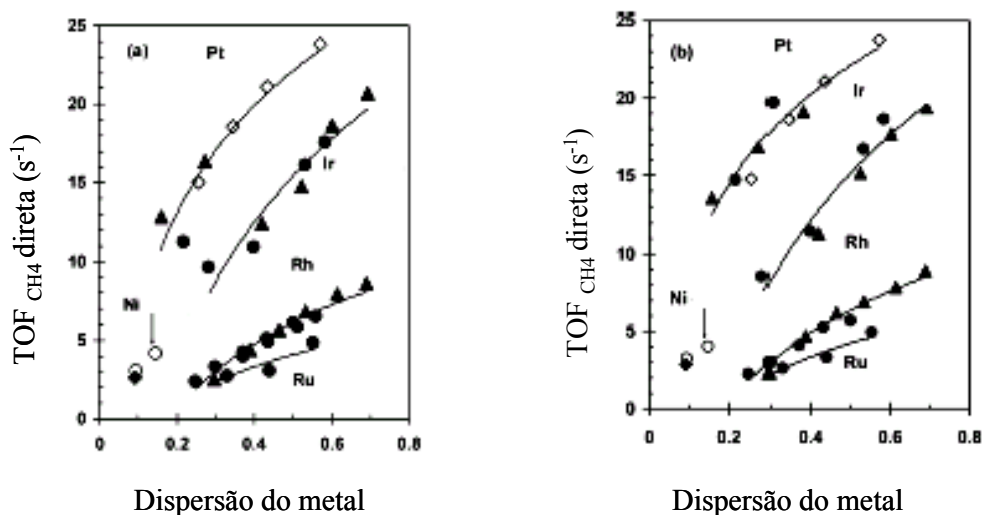 TOF CH4 direta (s-1)
25
20
15
10
5
0
(a)
Pt
Ir
Rh
Ni
Ru
0
0.2
0.4
0.6
0.8
Dispersão do metal
TOF CH4 direta (s-1)
25
20
15
10
5
0
(b)
Pt
Ir
Rh
Ni
Ru
0
0.2
0.4
0.6
0.8
Dispersão do metal